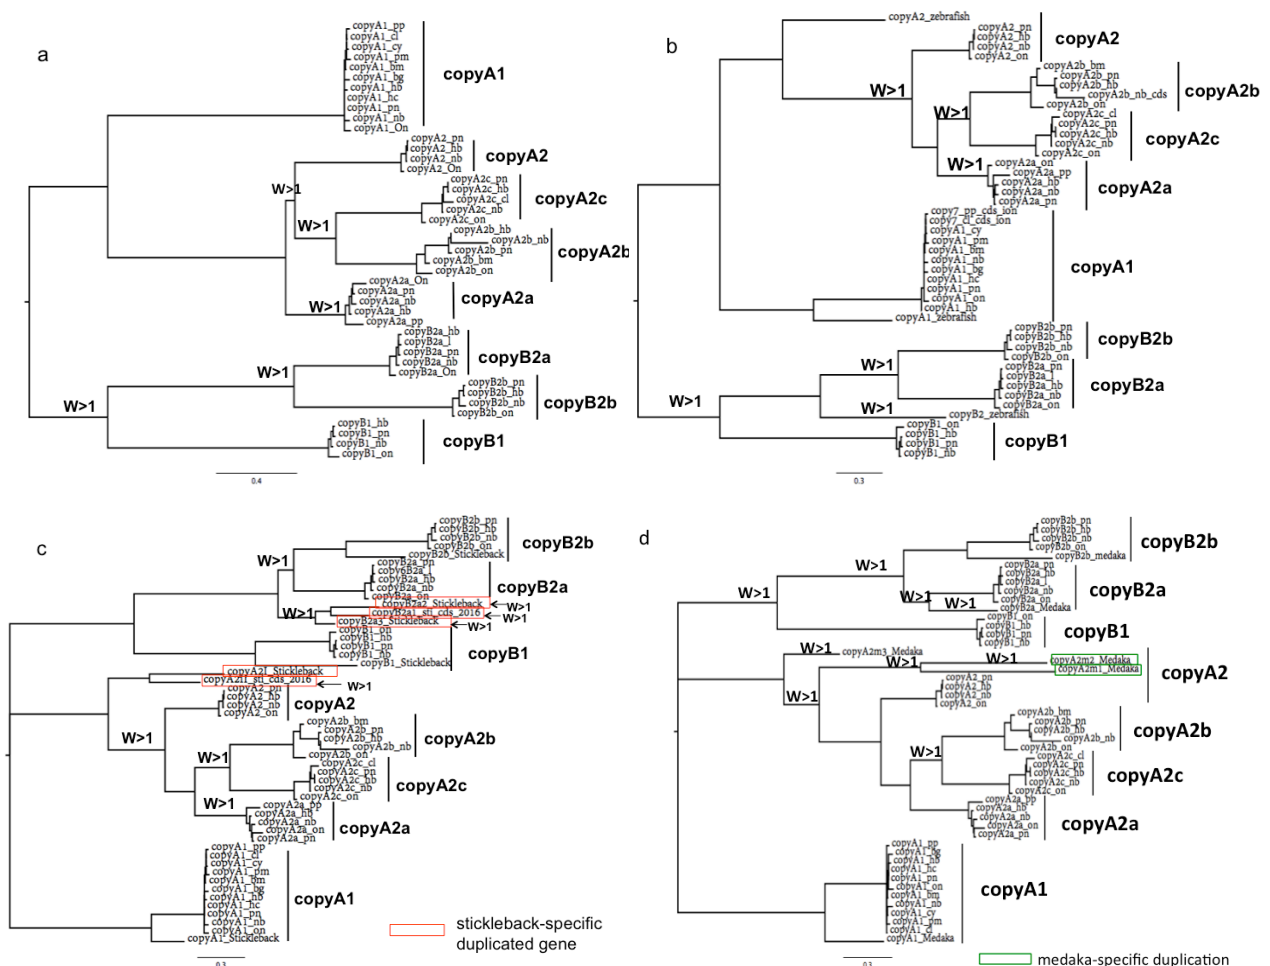 a
copyA1_pp
copyA1_cl
copyA1_cy
copyA1_pm
copyA1_bm
copyA1_bg
copyA1_hb
copyA1_hc
copyA1_pn
copyA1_nb
copyA1_On
copyA1
copyA2_pn
copyA2_hb
copyA2_nb
copyA2_On
copyA2
W>1
copyA2c_pn
copyA2c_hb
copyA2c_cl
copyA2c_nb
copyA2c_on
copyA2c
W>1
copyA2b_hb
copyA2b_nb
copyA2b_pn
copyA2b_bm
copyA2b_on
copyA2b
copyA2a_On
copyA2a_pn
copyA2a_nb
copyA2a_hb
copyA2a_pp
copyA2a
W>1
copyB2a_hb
copyB2a_l
copyB2a_pn
copyB2a_nb
copyB2a_On
copyB2a
W>1
copyB2b_pn
copyB2b_hb
copyB2b_nb
copyB2b_on
copyB2b
W>1
copyB1_hb
copyB1_pn
copyB1_nb
copyB1_on
copyB1
0.4
b
copyA2_zebrafish
copyA2_pn
copyA2_hb
copyA2_nb
copyA2_on
copyA2
W>1
copyA2b_bm
copyA2b_pn
copyA2b_hb
copyA2b_nb_cds
copyA2b_on
copyA2b
W>1
copyA2c_cl
copyA2c_pn
copyA2c_hb
copyA2c_nb
copyA2c_on
copyA2c
W>1
copyA2a_on
copyA2a_pp
copyA2a_hb
copyA2a_nb
copyA2a_pn
copyA2a
copy7_pp_cds_ion
copy7_cl_cds_ion
copyA1_cy
copyA1_pm
copyA1_bm
copyA1_nb
copyA1_bg
copyA1_hc
copyA1_pn
copyA1_on
copyA1_hb
copyA1_zebrafish
copyA1
copyB2b_pn
copyB2b_hb
copyB2b_nb
copyB2b_on
copyB2b
W>1
copyB2a_pn
copyB2a_l
copyB2a_hb
copyB2a_nb
copyB2a_on
copyB2a
W>1
W>1
copyB2_zebrafish
copyB1_on
copyB1_hb
copyB1_pn
copyB1_nb
copyB1
0.3
c
copyB2b_pn
copyB2b_hb
copyB2b_nb
copyB2b_on
copyB2b_Stickleback
copyB2b
W>1
copyB2a_pn
copy6B2a_l
copyB2a_hb
copyB2a_nb
copyB2a_on
copyB2a
copyB2a2_Stickleback
W>1
copyB2a1_sti_cds_2016
W>1
W>1
copyB2a3_Stickleback
W>1
copyB1_on
copyB1_hb
copyB1_pn
copyB1_nb
copyB1_Stickleback
copyB1
copyA2l_Stickleback
copyA2l1_sti_cds_2016
W>1
copyA2_pn
copyA2_hp
copyA2_nb
copyA2_on
copyA2
W>1
copyA2b_bm
copyA2b_pn
copyA2b_hb
copyA2b_nb
copyA2b_on
copyA2b
W>1
copyA2c_cl
copyA2c_pn
copyA2c_hb
copyA2c_nb
copyA2c_on
copyA2c
W>1
copyA2a_pp
copyA2a_hb
copyA2a_nb
copyA2a_on
copyA2a_pn
copyA2a
copyA1_pp
copyA1_cl
copyA1_cy
copyA1_pm
copyA1_bm
copyA1_bg
copyA1_hb
copyA1_hc
copyA1_pn
copyA1_nb
copyA1_on
copyA1_Stickleback
copyA1
0.3
stickleback-specific
duplicated gene
d
copyB2b_pn
copyB2b_hb
copyB2b_nb
copyB2b_on
copyB2b_medaka
copyB2b
W>1
copyB2a_pn
copyB2a_hb
copyB2a_l
copyB2a_nb
copyB2a_on
copyB2a_Medaka
copyB2a
W>1
W>1
W>1
copyB1_on
copyB1_hb
copyB1_pn
copyB1_nb
copyB1
W>1
copyA2m3_Medaka
W>1
W>1
copyA2m2_Medaka
copyA2m1_Medaka
copyA2
W>1
copyA2_pn
copyA2_hb
copyA2_nb
copyA2_on
copyA2b_bm
copyA2b_pn
copyA2b_hb
copyA2b_nb
copyA2b_on
copyA2b
W>1
copyA2c_cl
copyA2c_pn
copyA2c_hb
copyA2c_nb
copyA2c_on
copyA2c
copyA2a_pp
copyA2a_hb
copyA2a_nb
copyA2a_on
copyA2a_pn
copyA2a
copyA1_pp
copyA1_bg
copyA1_hb
copyA1_hc
copyA1_pn
copyA1_on
copyA1_bm
copyA1_nb
copyA1_cy
copyA1_pm
copyA1_cl
copyA1_Medaka
copyA1
0.3
medaka-specific duplication